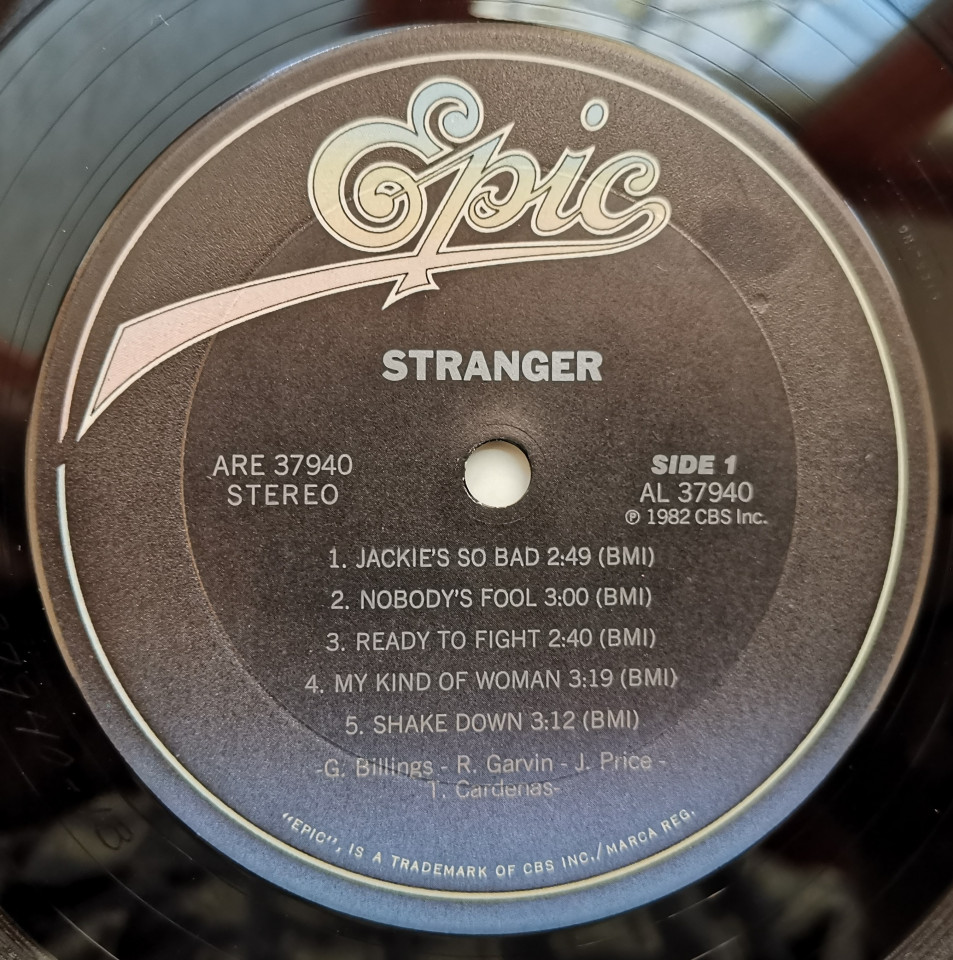 Epic
STRANGER
ARE 37940
STEREO
SIDE 1
AL 37940
℗ 1982 CBS Inc.
1. JACKIE'S SO BAD 2:49 (BMI)
2. NOBODY'S FOOL 3:00 (BMI)
3. READY TO FIGHT 2:40 (BMI)
4. MY KIND OF WOMAN 3:19 (BMI)
5. SHAKE DOWN 3:12 (BMI)
-G. Billings - R. Garvin - J. Price -
T. Cardenas-
"EPIC", IS A TRADEMARK OF CBS INC./MARCA REG.